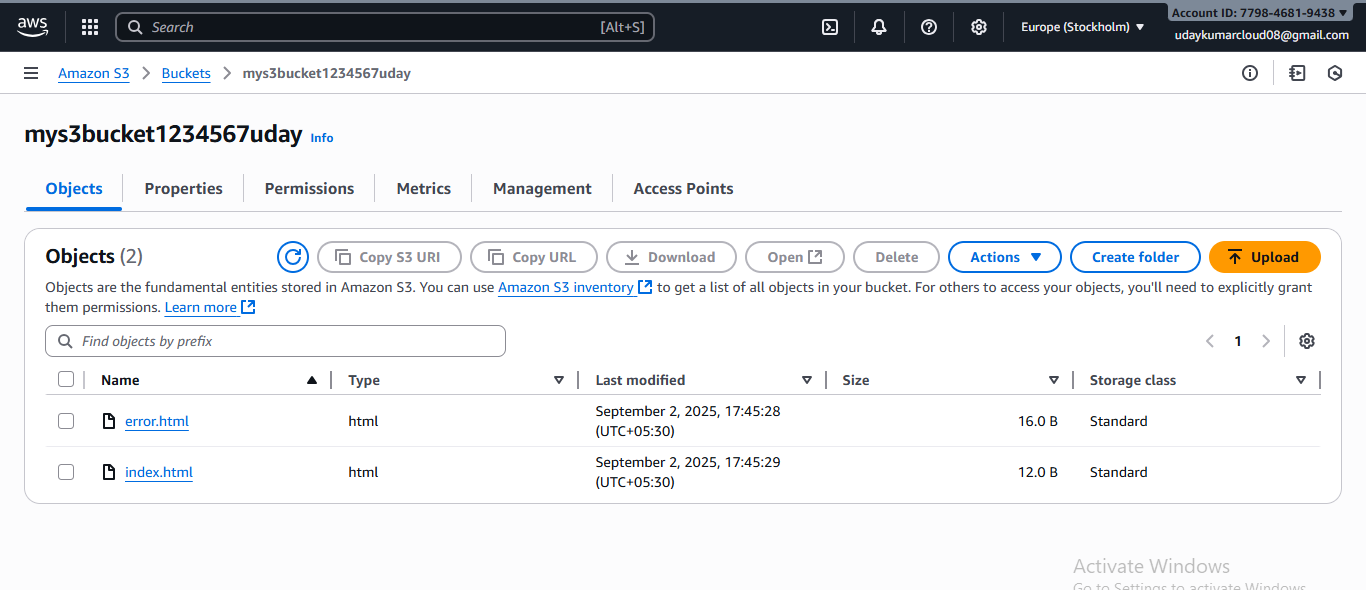 aws
Search [Alt+S]
Europe (Stockholm)
Account ID: 7798-4681-9438
udaykumarcloud08@gmail.com
Amazon S3 > Buckets > mys3bucket1234567uday
mys3bucket1234567uday Info
Objects Properties Permissions Metrics Management Access Points
Objects (2) Copy S3 URI Copy URL Download Open Delete Actions Create folder Upload
Objects are the fundamental entities stored in Amazon S3. You can use Amazon S3 inventory to get a list of all objects in your bucket. For others to access your objects, you'll need to explicitly grant
them permissions. Learn more
Find objects by prefix
1
Name Type Last modified Size Storage class
error.html html September 2, 2025, 17:45:28 16.0 B Standard
(UTC+05:30)
index.html html September 2, 2025, 17:45:29 12.0 B Standard
(UTC+05:30)
Activate Windows
Go to Settings to activate Windows.